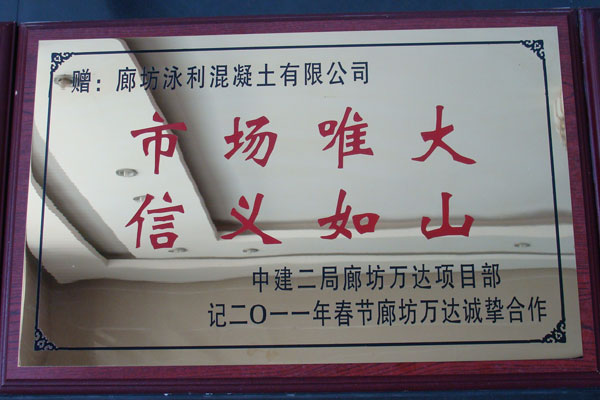 赠：廊坊泳利混凝土有限公司
市场唯大
信义如山
中建二局廊坊万达项目部
记二〇一一年春节廊坊万达诚挚合作